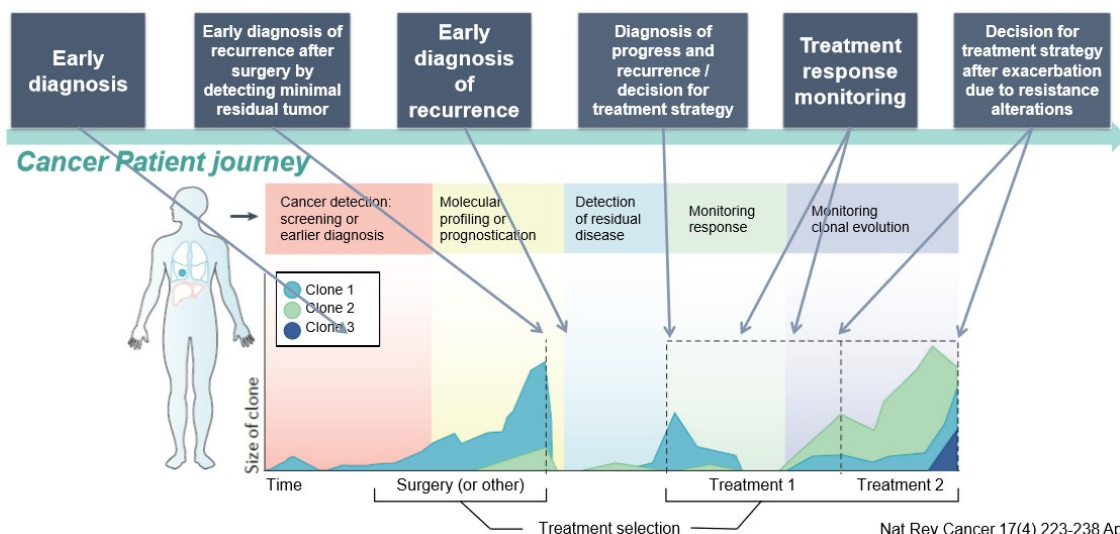 Early
diagnosis
Early diagnosis of
recurrence after
surgery by
detecting minimal
residual tumor
Early
diagnosis
of
recurrence
Diagnosis of
progress and
recurrence /
decision for
treatment strategy
Treatment
response
monitoring
Decision for
treatment strategy
after exacerbation
due to resistance
alterations
Cancer Patient journey
Cancer detection:
screening or
earlier diagnosis
Molecular
profiling or
prognostication
Detection
of residual
disease
Monitoring
response
Monitoring
clonal evolution
Clone 1
Clone 2
Clone 3
Size of clone
Time
Surgery (or other)
Treatment 1
Treatment 2
Treatment selection
Nat Rev Cancer 17(4) 223-238 Ap